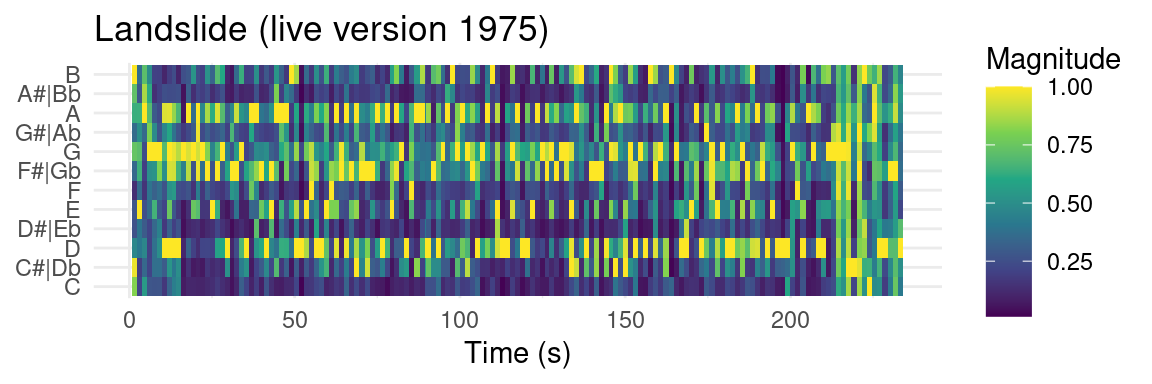 Landslide (live version 1975)
B
A#|Bb
A
G#|Ab
G
F#|Gb
F
E
D#|Eb
D
C#|Db
C
0 50 100 150 200
Time (s)
Magnitude
1.00
0.75
0.50
0.25